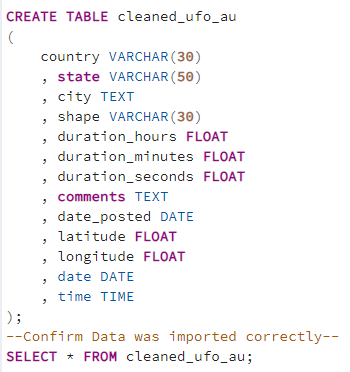 CREATE TABLE cleaned_ufo_au
(
    country VARCHAR(30)
    , state VARCHAR(50)
    , city TEXT
    , shape VARCHAR(30)
    , duration_hours FLOAT
    , duration_minutes FLOAT
    , duration_seconds FLOAT
    , comments TEXT
    , date_posted DATE
    , latitude FLOAT
    , longitude FLOAT
    , date DATE
    , time TIME
);
--Confirm Data was imported correctly--
SELECT * FROM cleaned_ufo_au;